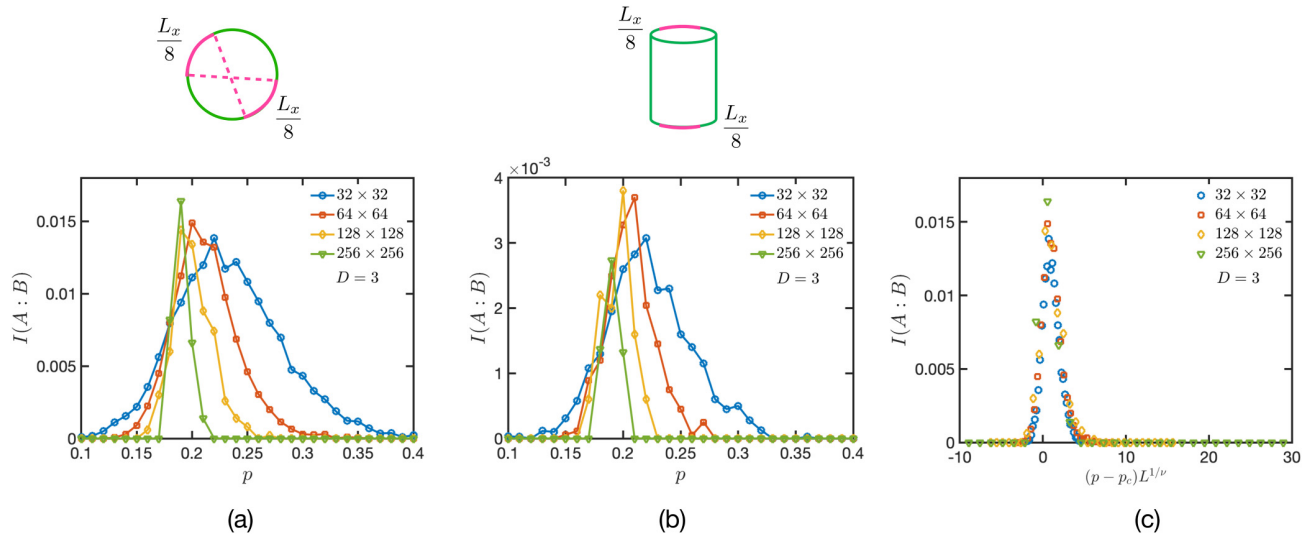 L_x
8
L_x
8
I(A : B)
0.015
0.01
0.005
0
0.1 0.15 0.2 0.25 0.3 0.35 0.4
p
32 × 32
64 × 64
128 × 128
256 × 256
D = 3
(a)
L_x
8
L_x
8
×10⁻³
I(A : B)
4
3
2
1
0
0.1 0.15 0.2 0.25 0.3 0.35 0.4
p
32 × 32
64 × 64
128 × 128
256 × 256
D = 3
(b)
I(A : B)
0.015
0.01
0.005
0
-10 0 10 20 30
(p − p_c)L^{1/ν}
32 × 32
64 × 64
128 × 128
256 × 256
D = 3
(c)